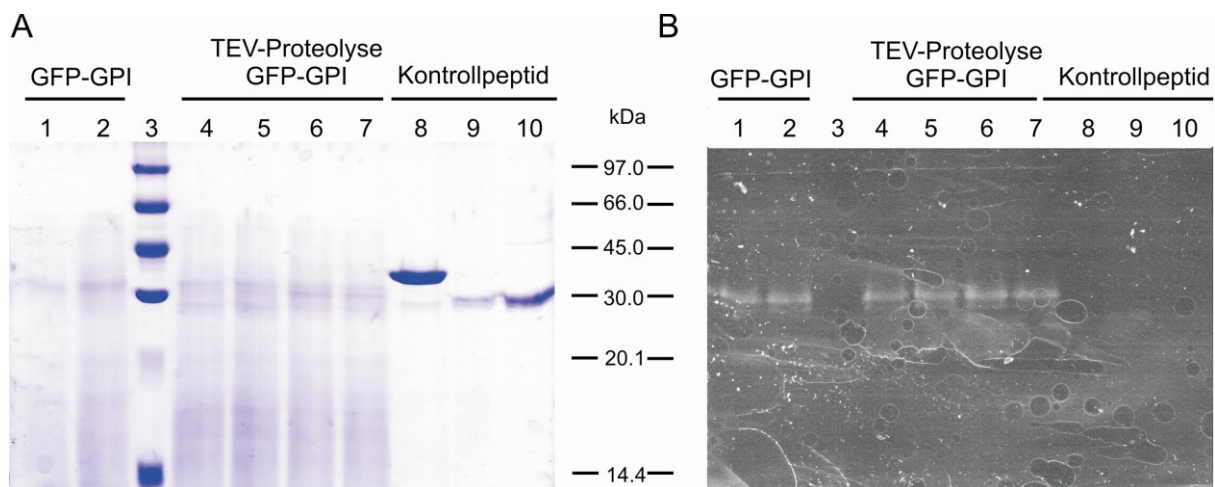 A
TEV-Proteolyse
GFP-GPI GFP-GPI Kontrollpeptid
1 2 3 4 5 6 7 8 9 10
kDa
97.0
66.0
45.0
30.0
20.1
14.4
B
TEV-Proteolyse
GFP-GPI GFP-GPI Kontrollpeptid
1 2 3 4 5 6 7 8 9 10